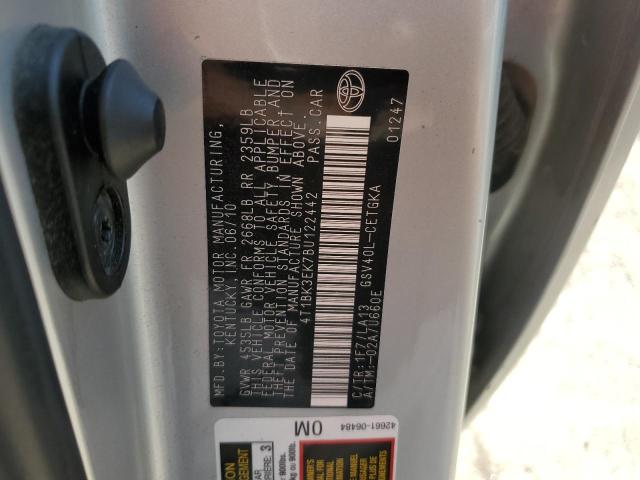 MFD.BY:TOYOTA MOTOR MANUFACTURING,
KENTUCKY, INC. 06/10
GVWR 4535LB GAWR FR 2668LB RR 2359LB
THIS VEHICLE CONFORMS TO ALL APPLICABLE
FEDERAL MOTOR VEHICLE SAFETY, BUMPER AND
THEFT PREVENTION STANDARDS IN EFFECT ON
THE DATE OF MANUFACTURE SHOWN ABOVE.
4T1BK3EK7BU122442 PASS.CAR
C/TR:1F7/LA13 GSV40L-CETGKA
A/TM:-02A/U660E 01247
0M
42661-06484
3